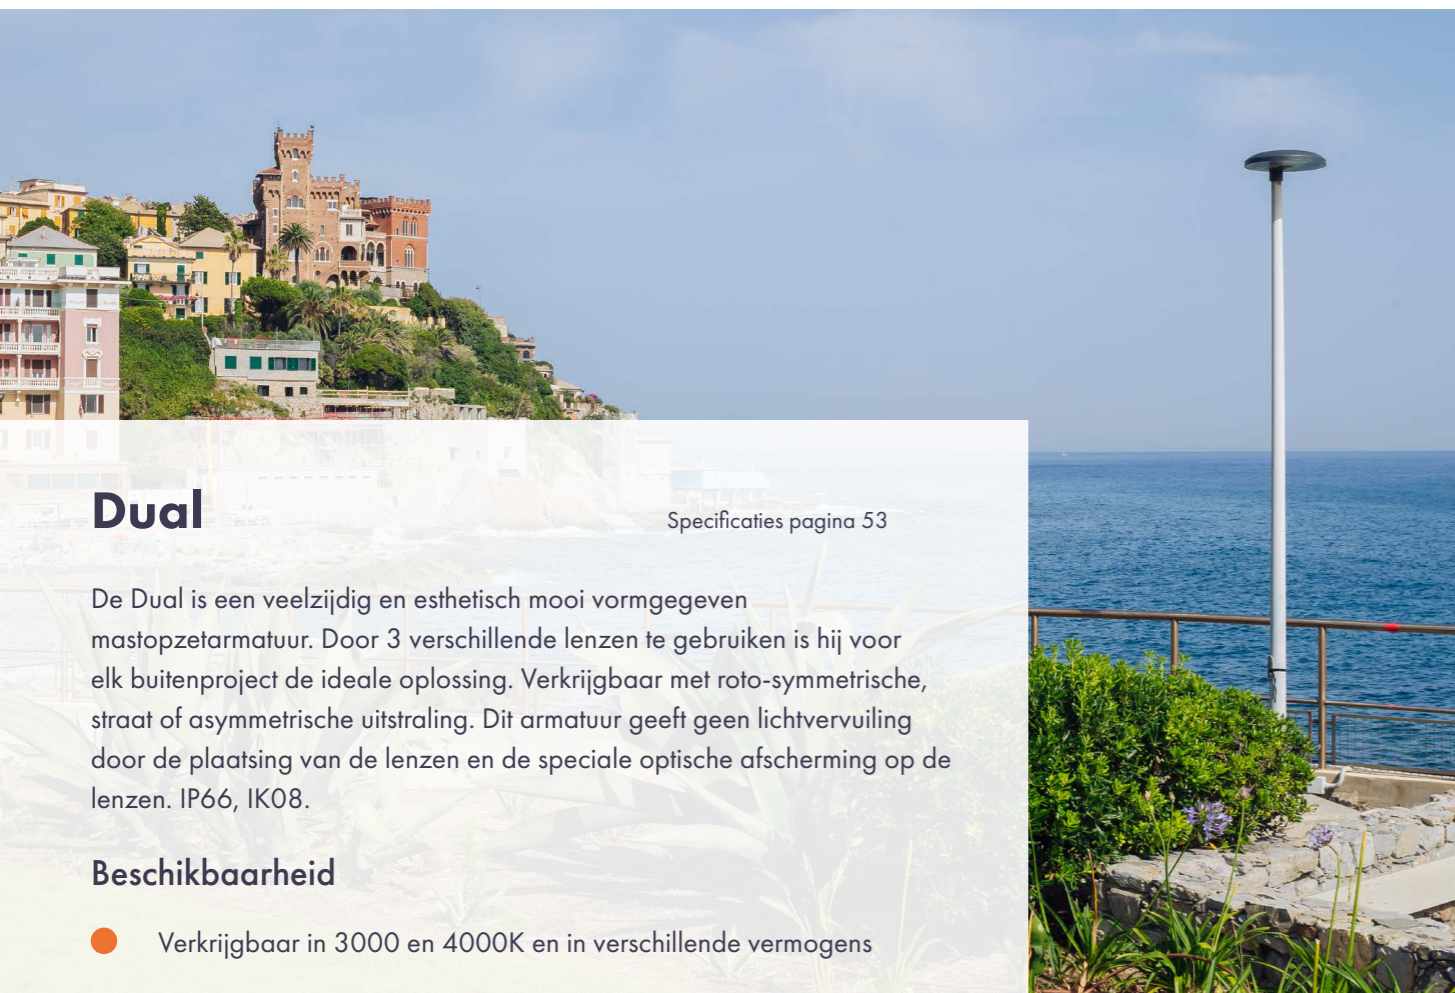 Dual
Specificaties pagina 53
De Dual is een veelzijdig en esthetisch mooi vormgegeven
mastopzetarmatuur. Door 3 verschillende lenzen te gebruiken is hij voor
elk buitenproject de ideale oplossing. Verkrijgbaar met roto-symmetrische,
straat of asymmetrische uitstraling. Dit armatuur geeft geen lichtvervuiling
door de plaatsing van de lenzen en de speciale optische afscherming op de
lenzen. IP66, IK08.
Beschikbaarheid
Verkrijgbaar in 3000 en 4000K en in verschillende vermogens